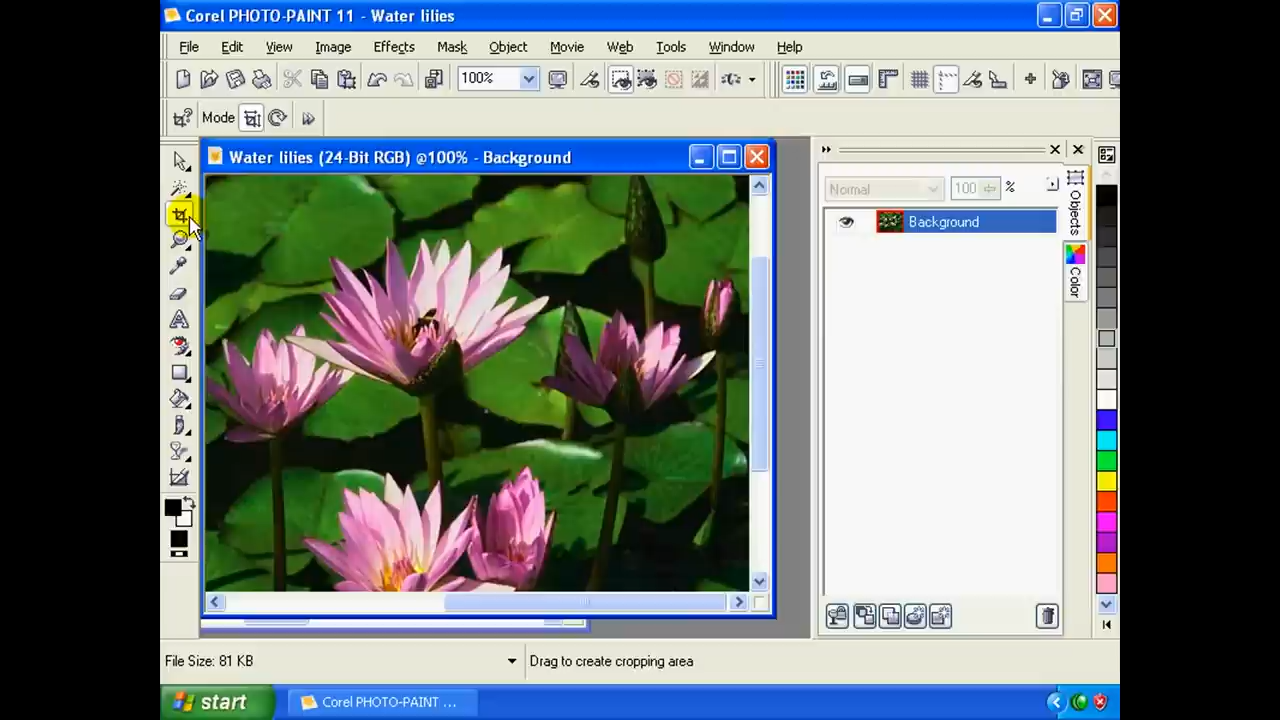 Corel PHOTO-PAINT 11 - Water lilies
File Edit View Image Effects Mask Object Movie Web Tools Window Help
100%
Mode
Water lilies (24-Bit RGB) @100% - Background
Normal 100 %
Background
Objects
Color
File Size: 81 KB
Drag to create cropping area
start
Corel PHOTO-PAINT ...